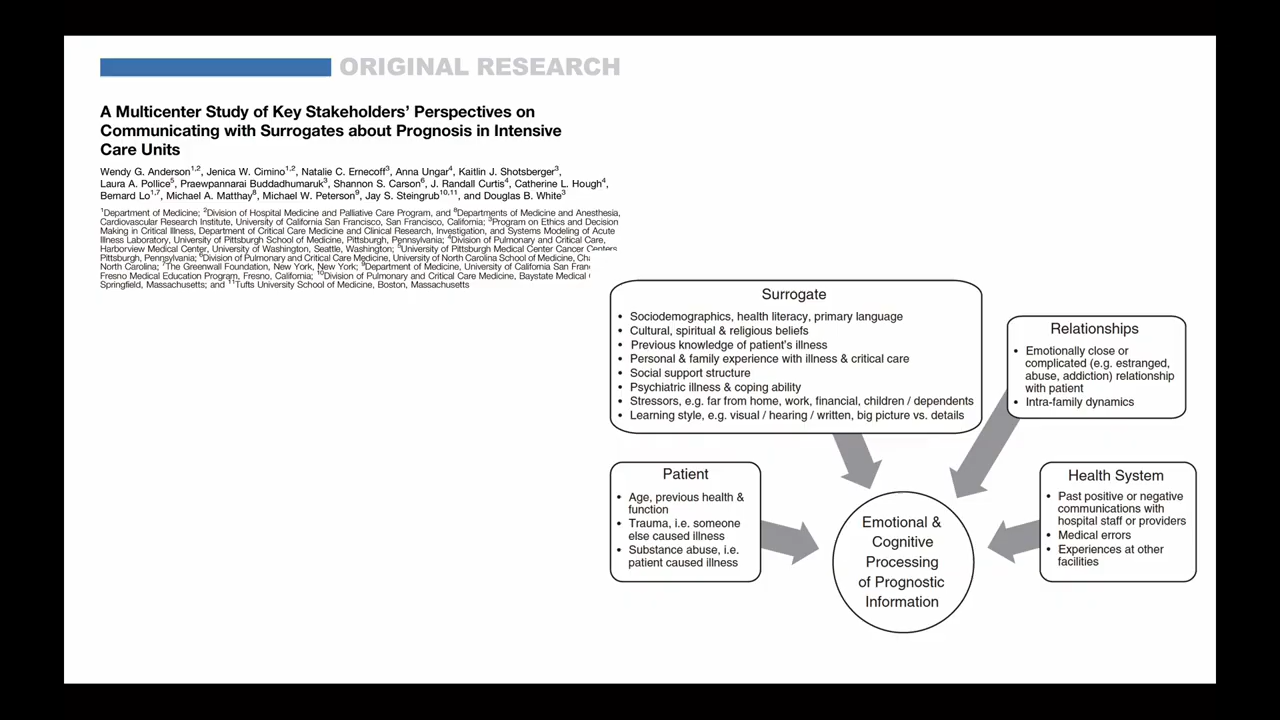 ORIGINAL RESEARCH
A Multicenter Study of Key Stakeholders' Perspectives on
Communicating with Surrogates about Prognosis in Intensive
Care Units
Wendy G. Anderson1,2, Jenica W. Cimino1,2, Natalie C. Ernecoff3, Anna Ungar4, Kaitlin J. Shotsberger3,
Laura A. Pollice5, Praewpannarai Buddadhumaruk3, Shannon S. Carson6, J. Randall Curtis4, Catherine L. Hough4,
Bernard Lo1,7, Michael A. Matthay8, Michael W. Peterson9, Jay S. Steingrub10,11, and Douglas B. White3
1Department of Medicine; 2Division of Hospital Medicine and Palliative Care Program, and 8Departments of Medicine and Anesthesia,
Cardiovascular Research Institute, University of California San Francisco, San Francisco, California; 3Program on Ethics and Decision
Making in Critical Illness, Department of Critical Care Medicine and Clinical Research, Investigation, and Systems Modeling of Acute
Illness Laboratory, University of Pittsburgh School of Medicine, Pittsburgh, Pennsylvania; 4Division of Pulmonary and Critical Care,
Harborview Medical Center, University of Washington, Seattle, Washington; 5University of Pittsburgh Medical Center Cancer Centers,
Pittsburgh, Pennsylvania; 6Division of Pulmonary and Critical Care Medicine, University of North Carolina School of Medicine,
North Carolina; 7The Greenwall Foundation, New York, New York; 9Department of Medicine, University of California San
Fresno Medical Education Program, Fresno, California; 10Division of Pulmonary and Critical Care Medicine, Baystate Medical
Springfield, Massachusetts; and 11Tufts University School of Medicine, Boston, Massachusetts
Surrogate
• Sociodemographics, health literacy, primary language
• Cultural, spiritual & religious beliefs
• Previous knowledge of patient's illness
• Personal & family experience with illness & critical care
• Social support structure
• Psychiatric illness & coping ability
• Stressors, e.g. far from home, work, financial, children / dependents
• Learning style, e.g. visual / hearing / written, big picture vs. details
Relationships
• Emotionally close or
complicated (e.g. estranged,
abuse, addiction) relationship
with patient
• Intra-family dynamics
Patient
• Age, previous health &
function
• Trauma, i.e. someone
else caused illness
• Substance abuse, i.e.
patient caused illness
Emotional &
Cognitive
Processing
of Prognostic
Information
Health System
• Past positive or negative
communications with
hospital staff or providers
• Medical errors
• Experiences at other
facilities